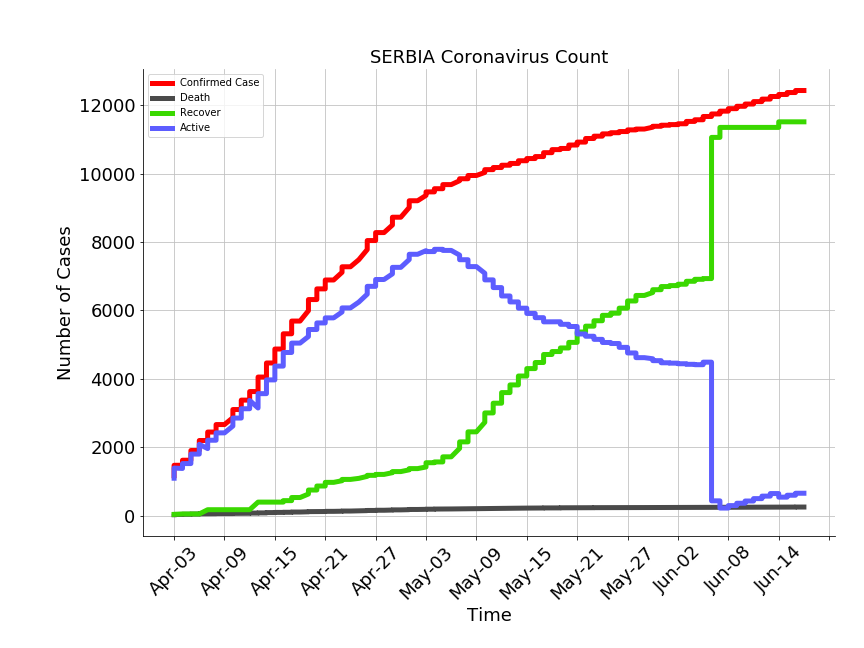 SERBIA Coronavirus Count
Confirmed Case
Death
Recover
Active
Number of Cases
12000
10000
8000
6000
4000
2000
0
Apr-03
Apr-09
Apr-15
Apr-21
Apr-27
May-03
May-09
May-15
May-21
May-27
Jun-02
Jun-08
Jun-14
Time